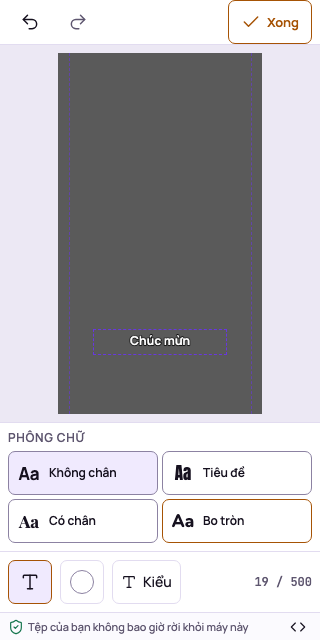 Xong
Chúc mừn
PHÔNG CHỮ
Aa Không chân
Aa Tiêu đề
Aa Có chân
Aa Bo tròn
T Kiểu
19 / 500
Tệp của bạn không bao giờ rời khỏi máy này